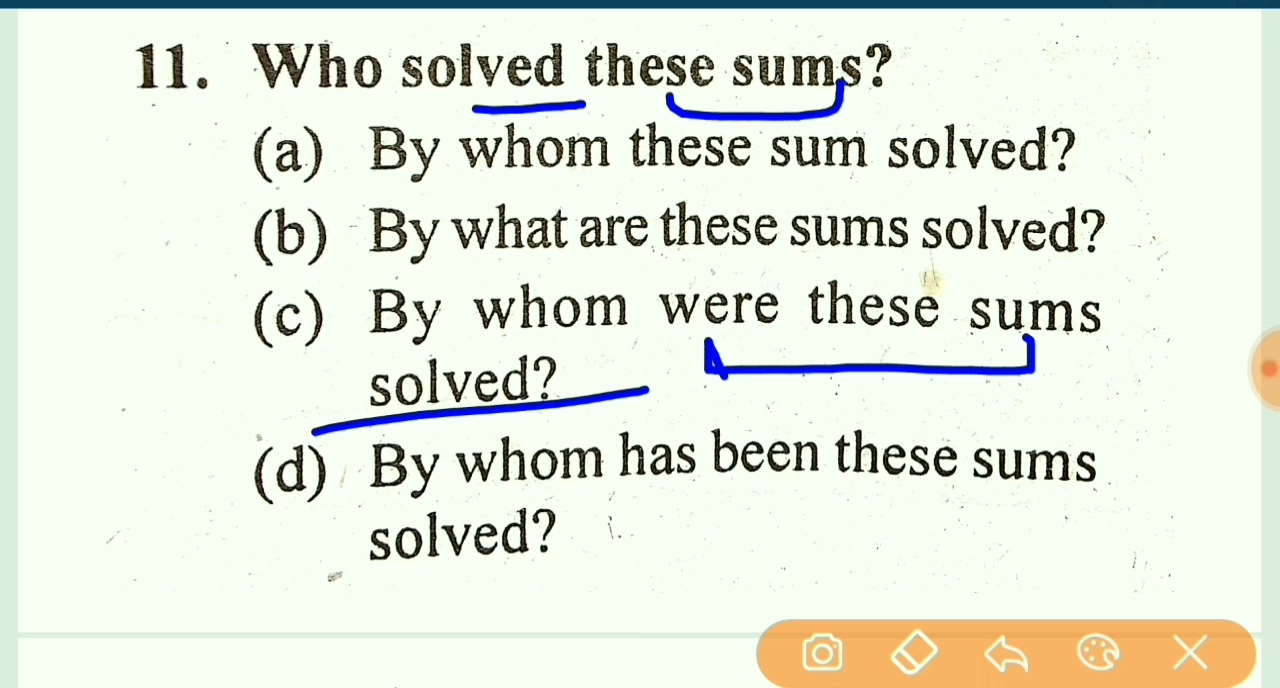 11. Who solved these sums?
(a) By whom these sum solved?
(b) By what are these sums solved?
(c) By whom were these sums
solved?
(d) By whom has been these sums
solved?